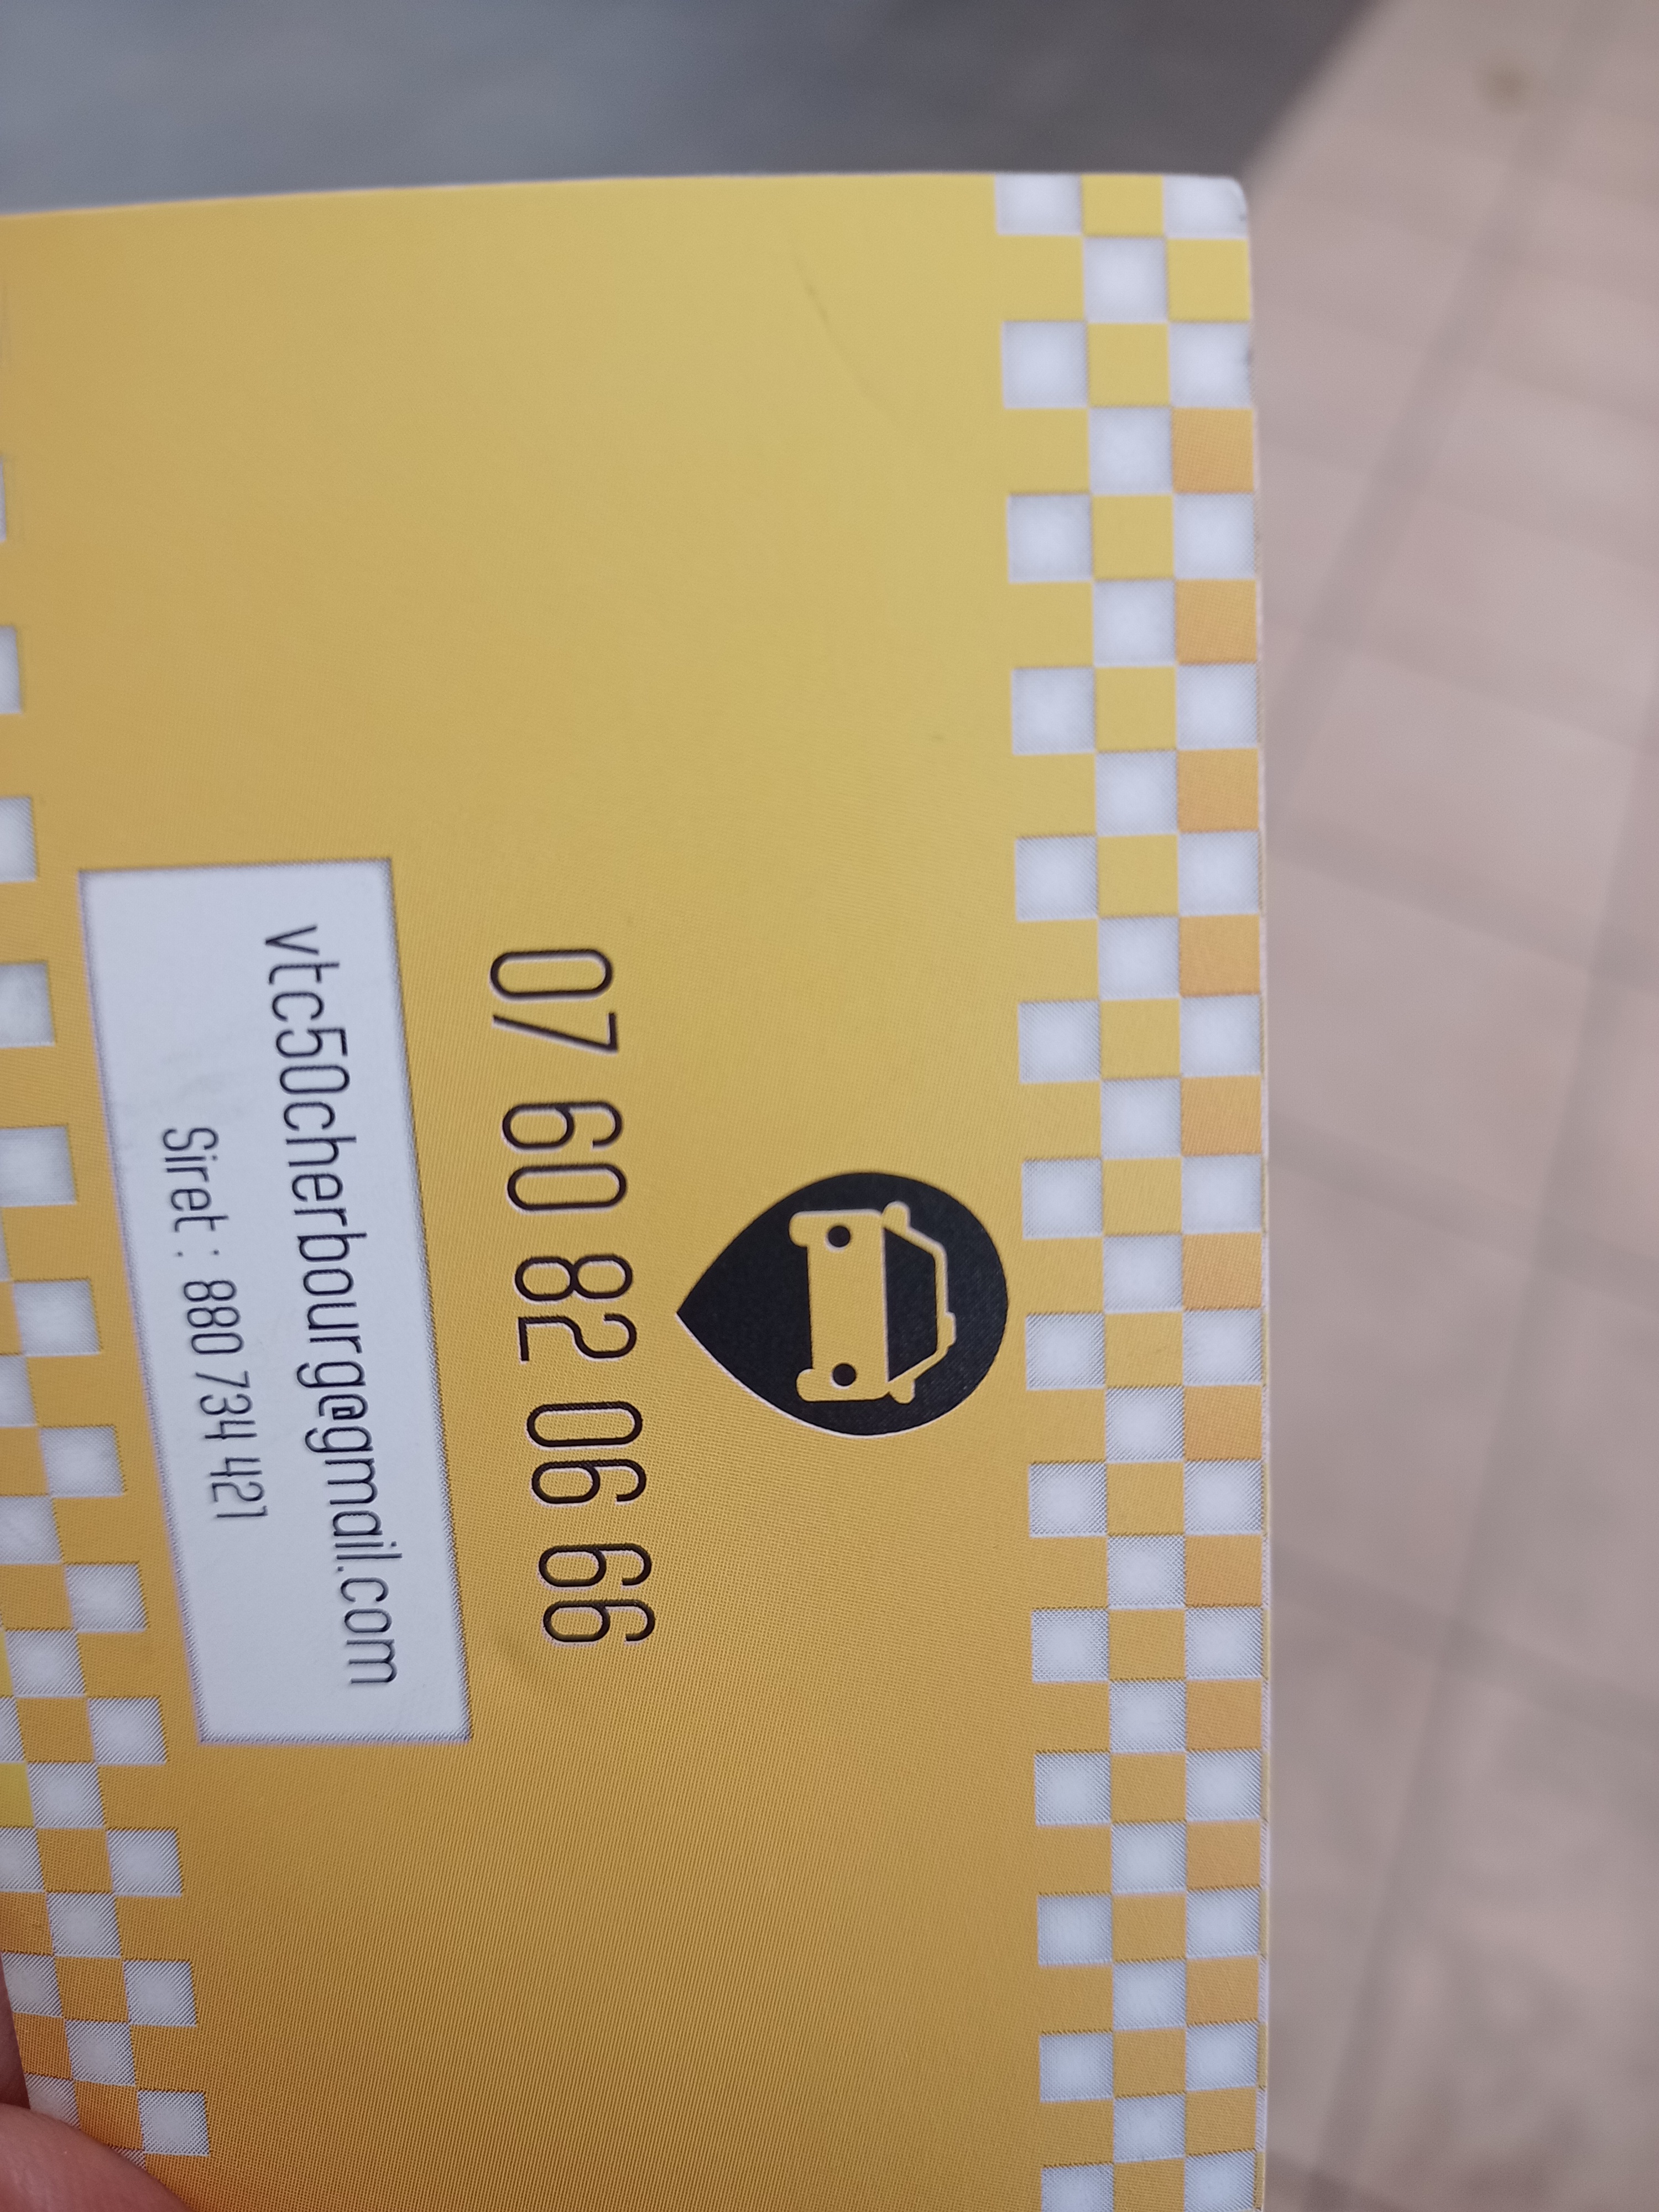 07 60 82 06 66
vtc50cherbourg@gmail.com
Siret : 880 734 421